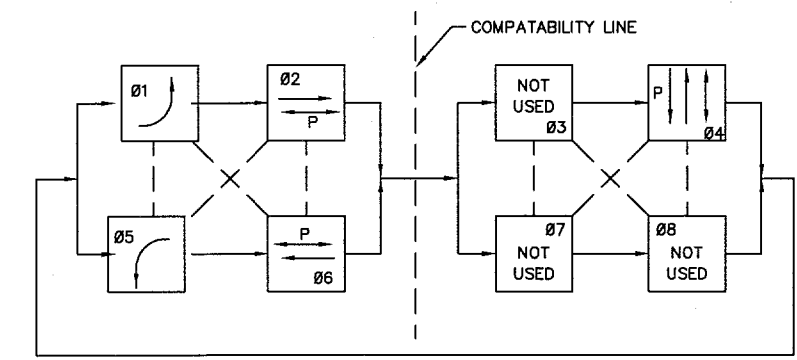 COMPATABILITY LINE
Ø1
Ø2
P
NOT
USED
Ø3
P
Ø4
Ø5
P
Ø6
Ø7
NOT
USED
Ø8
NOT
USED